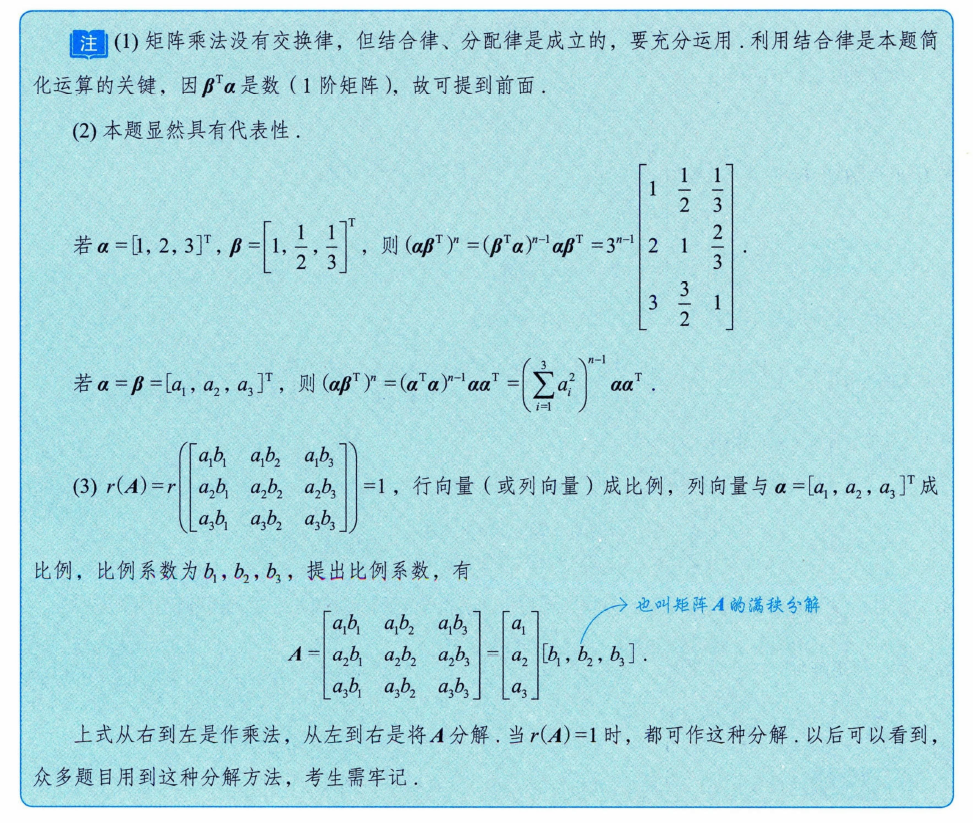 注 (1) 矩阵乘法没有交换律，但结合律、分配律是成立的，要充分运用．利用结合律是本题简
化运算的关键，因 $\boldsymbol{\beta}^{\mathrm{T}}\boldsymbol{\alpha}$ 是数（1 阶矩阵），故可提到前面．
(2) 本题显然具有代表性．
若 $\boldsymbol{\alpha}=[1,2,3]^{\mathrm{T}}$，$\boldsymbol{\beta}=\left[1,\frac{1}{2},\frac{1}{3}\right]^{\mathrm{T}}$，则 $(\boldsymbol{\alpha\beta}^{\mathrm{T}})^n=(\boldsymbol{\beta}^{\mathrm{T}}\boldsymbol{\alpha})^{n-1}\boldsymbol{\alpha\beta}^{\mathrm{T}}=3^{n-1}\begin{bmatrix}1&\frac{1}{2}&\frac{1}{3}\\2&1&\frac{2}{3}\\3&\frac{3}{2}&1\end{bmatrix}$．
若 $\boldsymbol{\alpha}=\boldsymbol{\beta}=[a_1,a_2,a_3]^{\mathrm{T}}$，则 $(\boldsymbol{\alpha\beta}^{\mathrm{T}})^n=(\boldsymbol{\alpha}^{\mathrm{T}}\boldsymbol{\alpha})^{n-1}\boldsymbol{\alpha\alpha}^{\mathrm{T}}=\left(\sum_{i=1}^{3}a_i^2\right)^{n-1}\boldsymbol{\alpha\alpha}^{\mathrm{T}}$．
(3) $r(\boldsymbol{A})=r\left(\begin{bmatrix}a_1b_1&a_1b_2&a_1b_3\\a_2b_1&a_2b_2&a_2b_3\\a_3b_1&a_3b_2&a_3b_3\end{bmatrix}\right)=1$，行向量（或列向量）成比例，列向量与 $\boldsymbol{\alpha}=[a_1,a_2,a_3]^{\mathrm{T}}$ 成
比例，比例系数为 $b_1,b_2,b_3$，提出比例系数，有
也叫矩阵 A 的满秩分解
$\boldsymbol{A}=\begin{bmatrix}a_1b_1&a_1b_2&a_1b_3\\a_2b_1&a_2b_2&a_2b_3\\a_3b_1&a_3b_2&a_3b_3\end{bmatrix}=\begin{bmatrix}a_1\\a_2\\a_3\end{bmatrix}[b_1,b_2,b_3]$．
上式从右到左是作乘法，从左到右是将 A 分解．当 $r(\boldsymbol{A})=1$ 时，都可作这种分解．以后可以看到，
众多题目用到这种分解方法，考生需牢记．